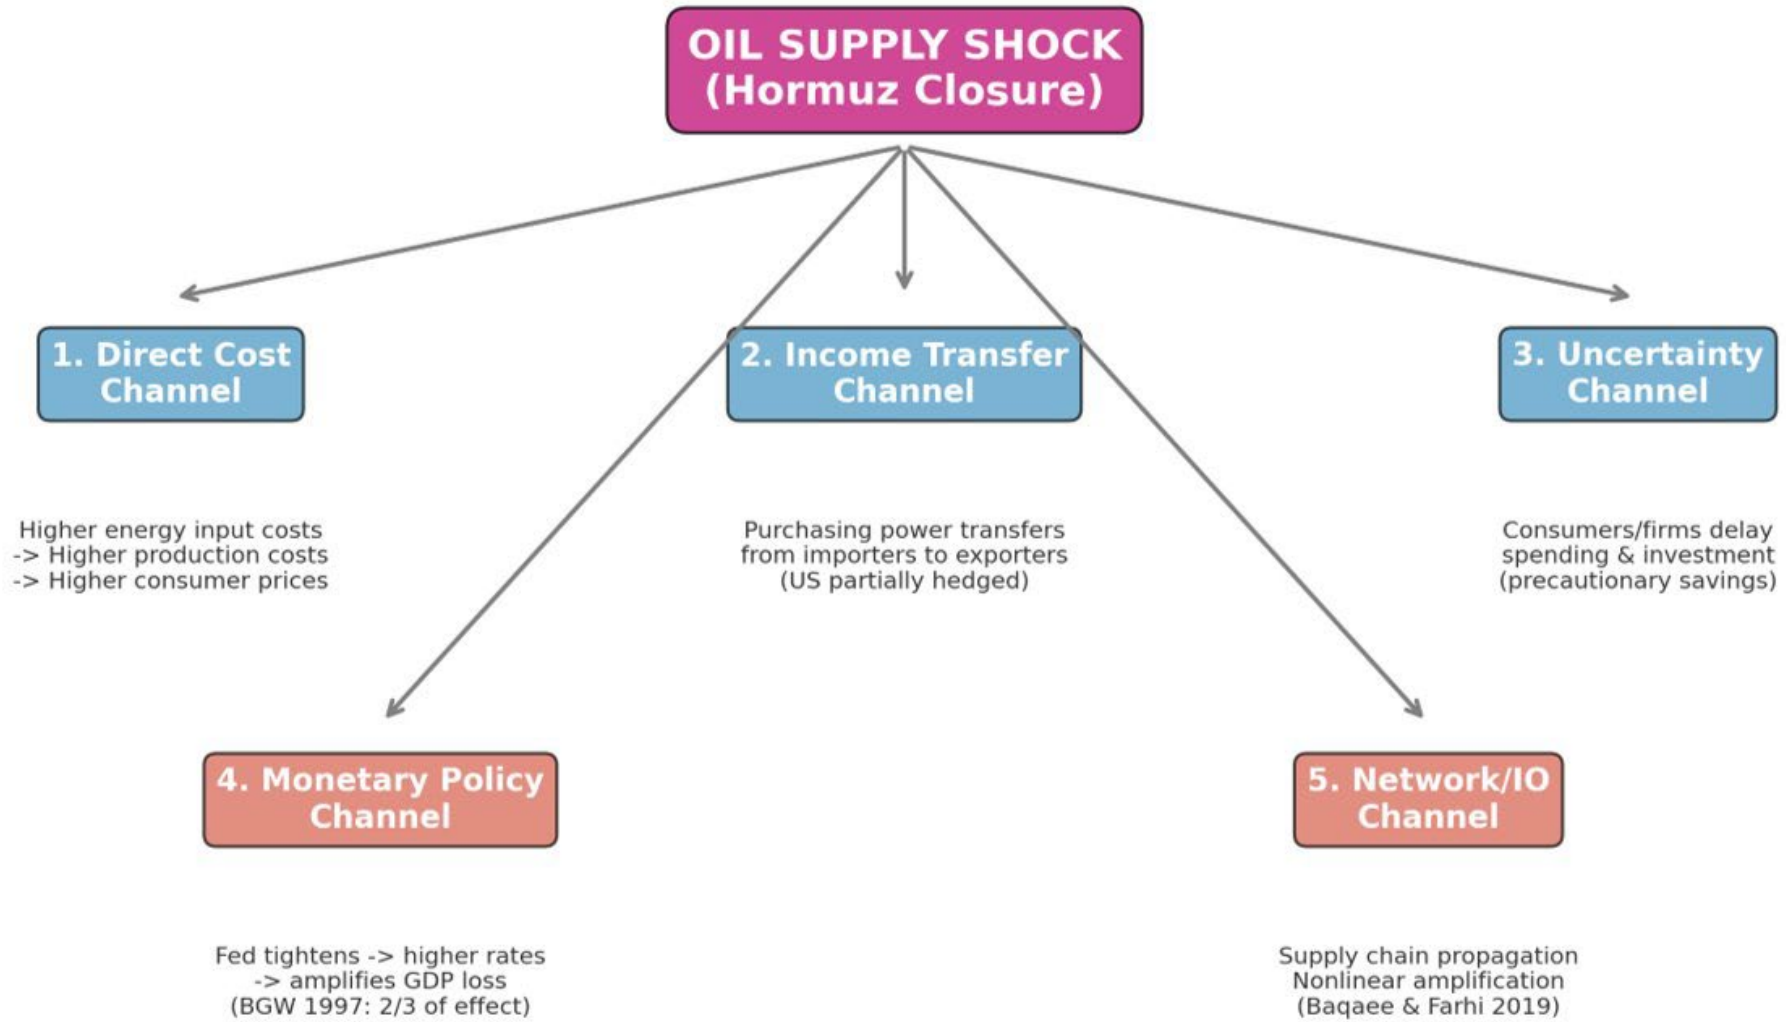 OIL SUPPLY SHOCK
(Hormuz Closure)
1. Direct Cost
Channel
2. Income Transfer
Channel
3. Uncertainty
Channel
Higher energy input costs
-> Higher production costs
-> Higher consumer prices
Purchasing power transfers
from importers to exporters
(US partially hedged)
Consumers/firms delay
spending & investment
(precautionary savings)
4. Monetary Policy
Channel
5. Network/IO
Channel
Fed tightens -> higher rates
-> amplifies GDP loss
(BGW 1997: 2/3 of effect)
Supply chain propagation
Nonlinear amplification
(Baqaee & Farhi 2019)